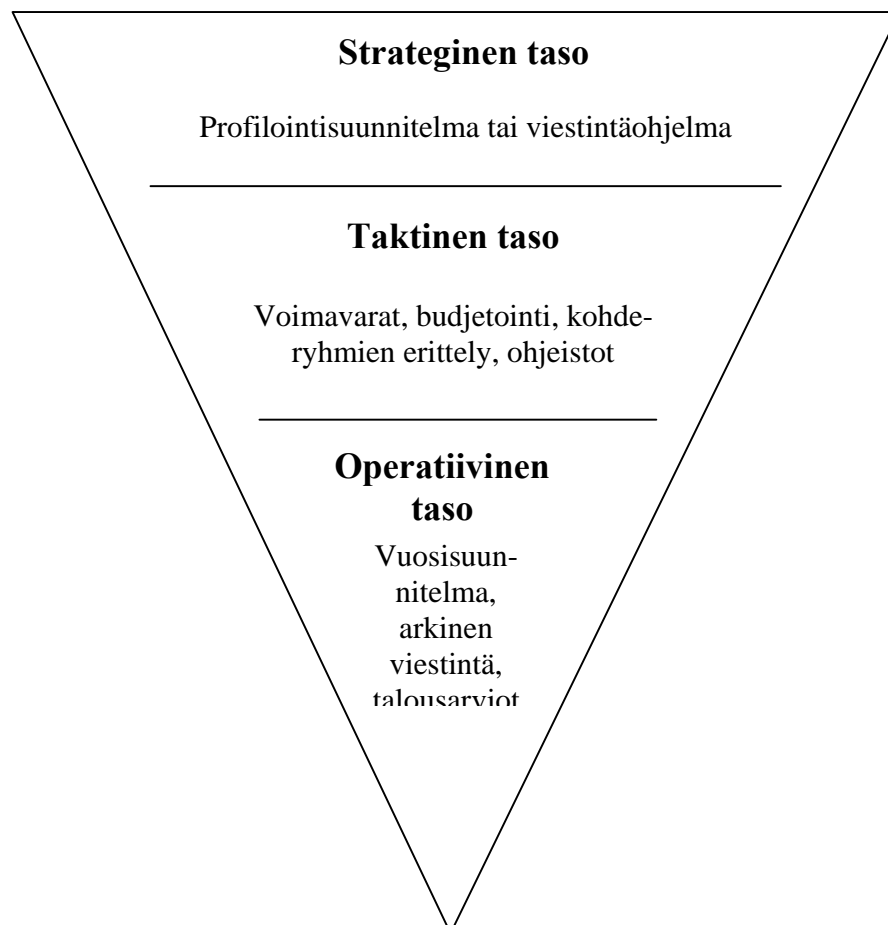 Strateginen taso
Profilointisuunnitelma tai viestintäohjelma
Taktinen taso
Voimavarat, budjetointi, kohde-
ryhmien erittely, ohjeistot
Operatiivinen
taso
Vuosisuun-
nitelma,
arkinen
viestintä,
talousarviot